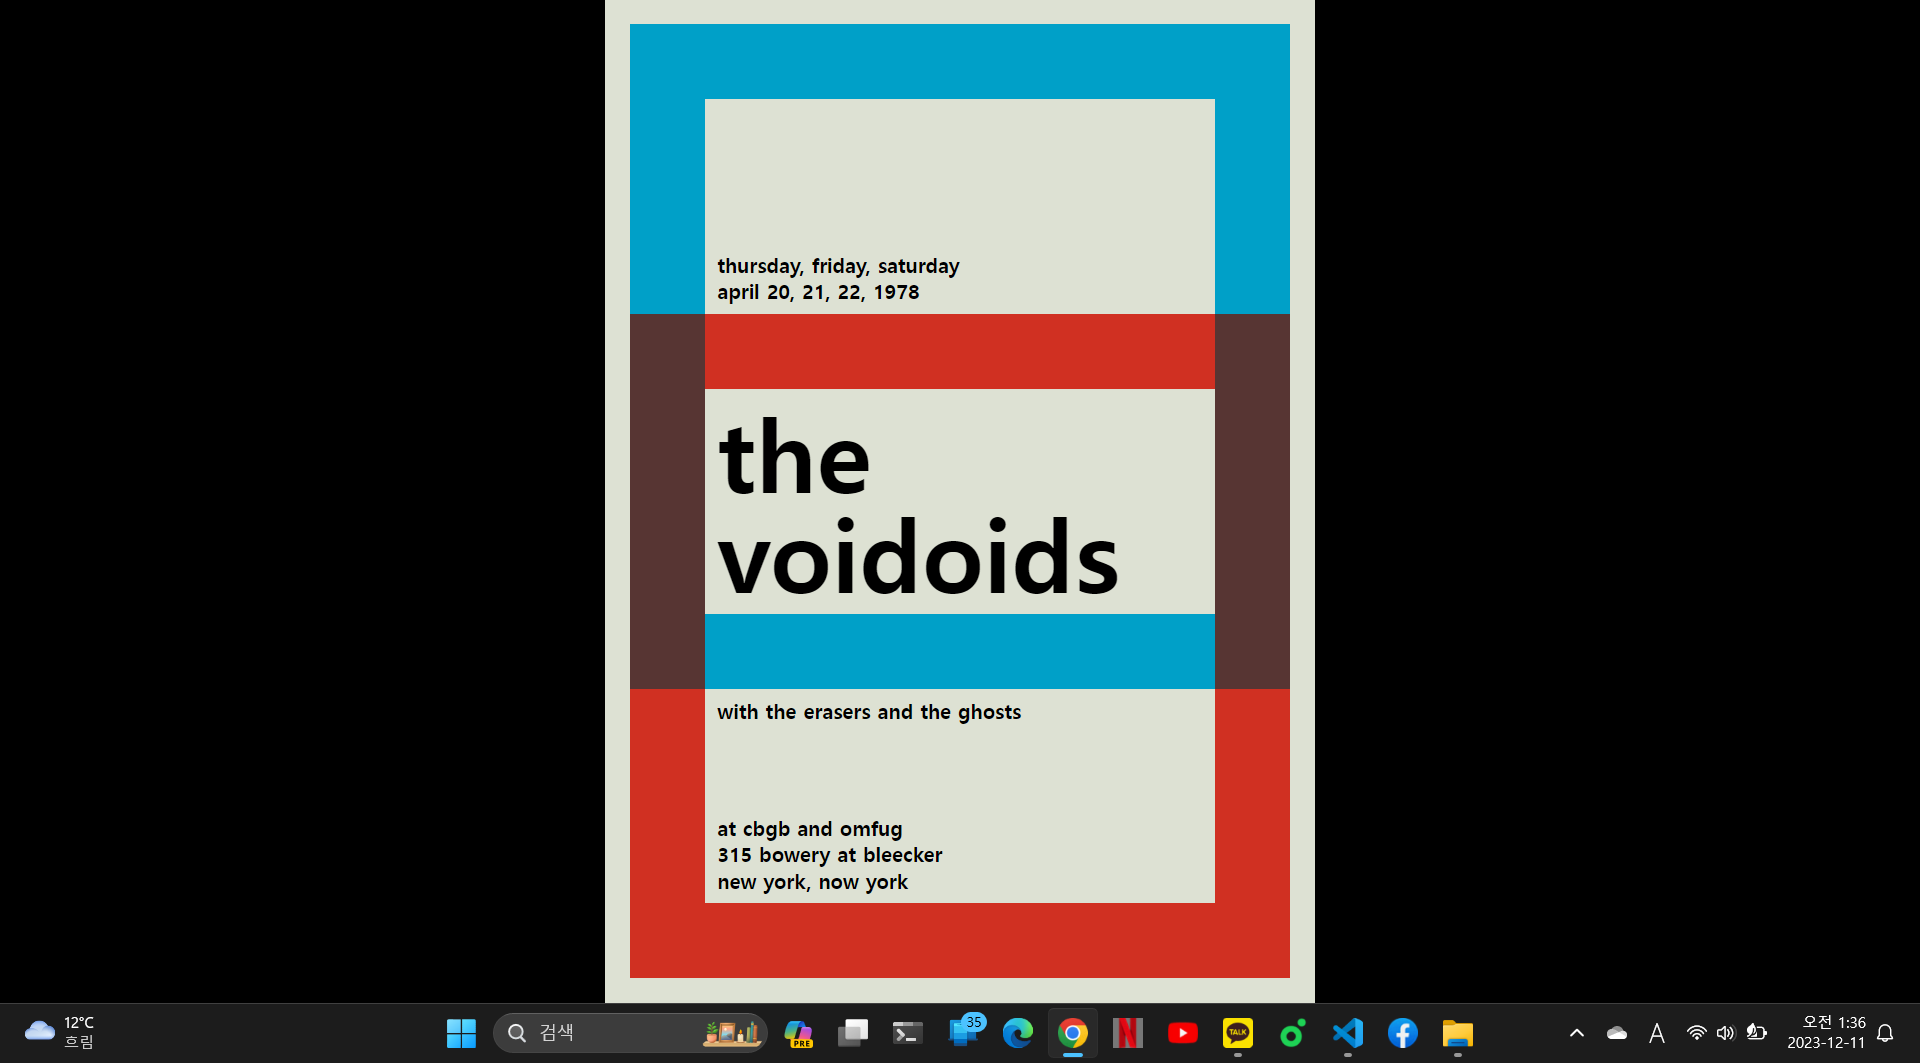 thursday, friday, saturday
april 20, 21, 22, 1978
the
voidoids
with the erasers and the ghosts
at cbgb and omfug
315 bowery at bleecker
new york, now york
12°C
흐림
검색
PRE
35
N
TALK
A
오전 1:36
2023-12-11